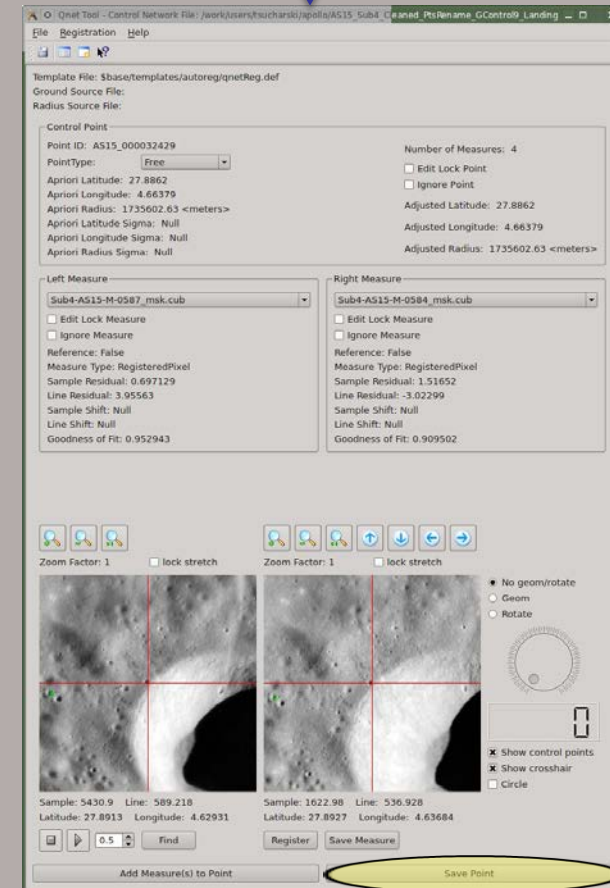 Qnet Tool - Control Network File: /work/users/tsucharski/apollo/AS15_Sub4_Cleaned_PtsRename_GControl9_Landing
File Registration Help
Template File: $base/templates/autoreg/qnetReg.def
Ground Source File:
Radius Source File:
Control Point
Point ID: AS15_000032429
PointType: Free
Apriori Latitude: 27.8862
Apriori Longitude: 4.66379
Apriori Radius: 1735602.63 <meters>
Apriori Latitude Sigma: Null
Apriori Longitude Sigma: Null
Apriori Radius Sigma: Null
Number of Measures: 4
Edit Lock Point
Ignore Point
Adjusted Latitude: 27.8862
Adjusted Longitude: 4.66379
Adjusted Radius: 1735602.63 <meters>
Left Measure
Sub4-AS15-M-0587_msk.cub
Edit Lock Measure
Ignore Measure
Reference: False
Measure Type: RegisteredPixel
Sample Residual: 0.697129
Line Residual: 3.95563
Sample Shift: Null
Line Shift: Null
Goodness of Fit: 0.952943
Right Measure
Sub4-AS15-M-0584_msk.cub
Edit Lock Measure
Ignore Measure
Reference: False
Measure Type: RegisteredPixel
Sample Residual: 1.51652
Line Residual: -3.02299
Sample Shift: Null
Line Shift: Null
Goodness of Fit: 0.909502
Zoom Factor: 1 lock stretch
Zoom Factor: 1 lock stretch
No geom/rotate
Geom
Rotate
0
Show control points
Show crosshair
Circle
Sample: 5430.9 Line: 589.218
Latitude: 27.8913 Longitude: 4.62931
Sample: 1622.98 Line: 536.928
Latitude: 27.8927 Longitude: 4.63684
0.5 Find
Register Save Measure
Add Measure(s) to Point
Save Point